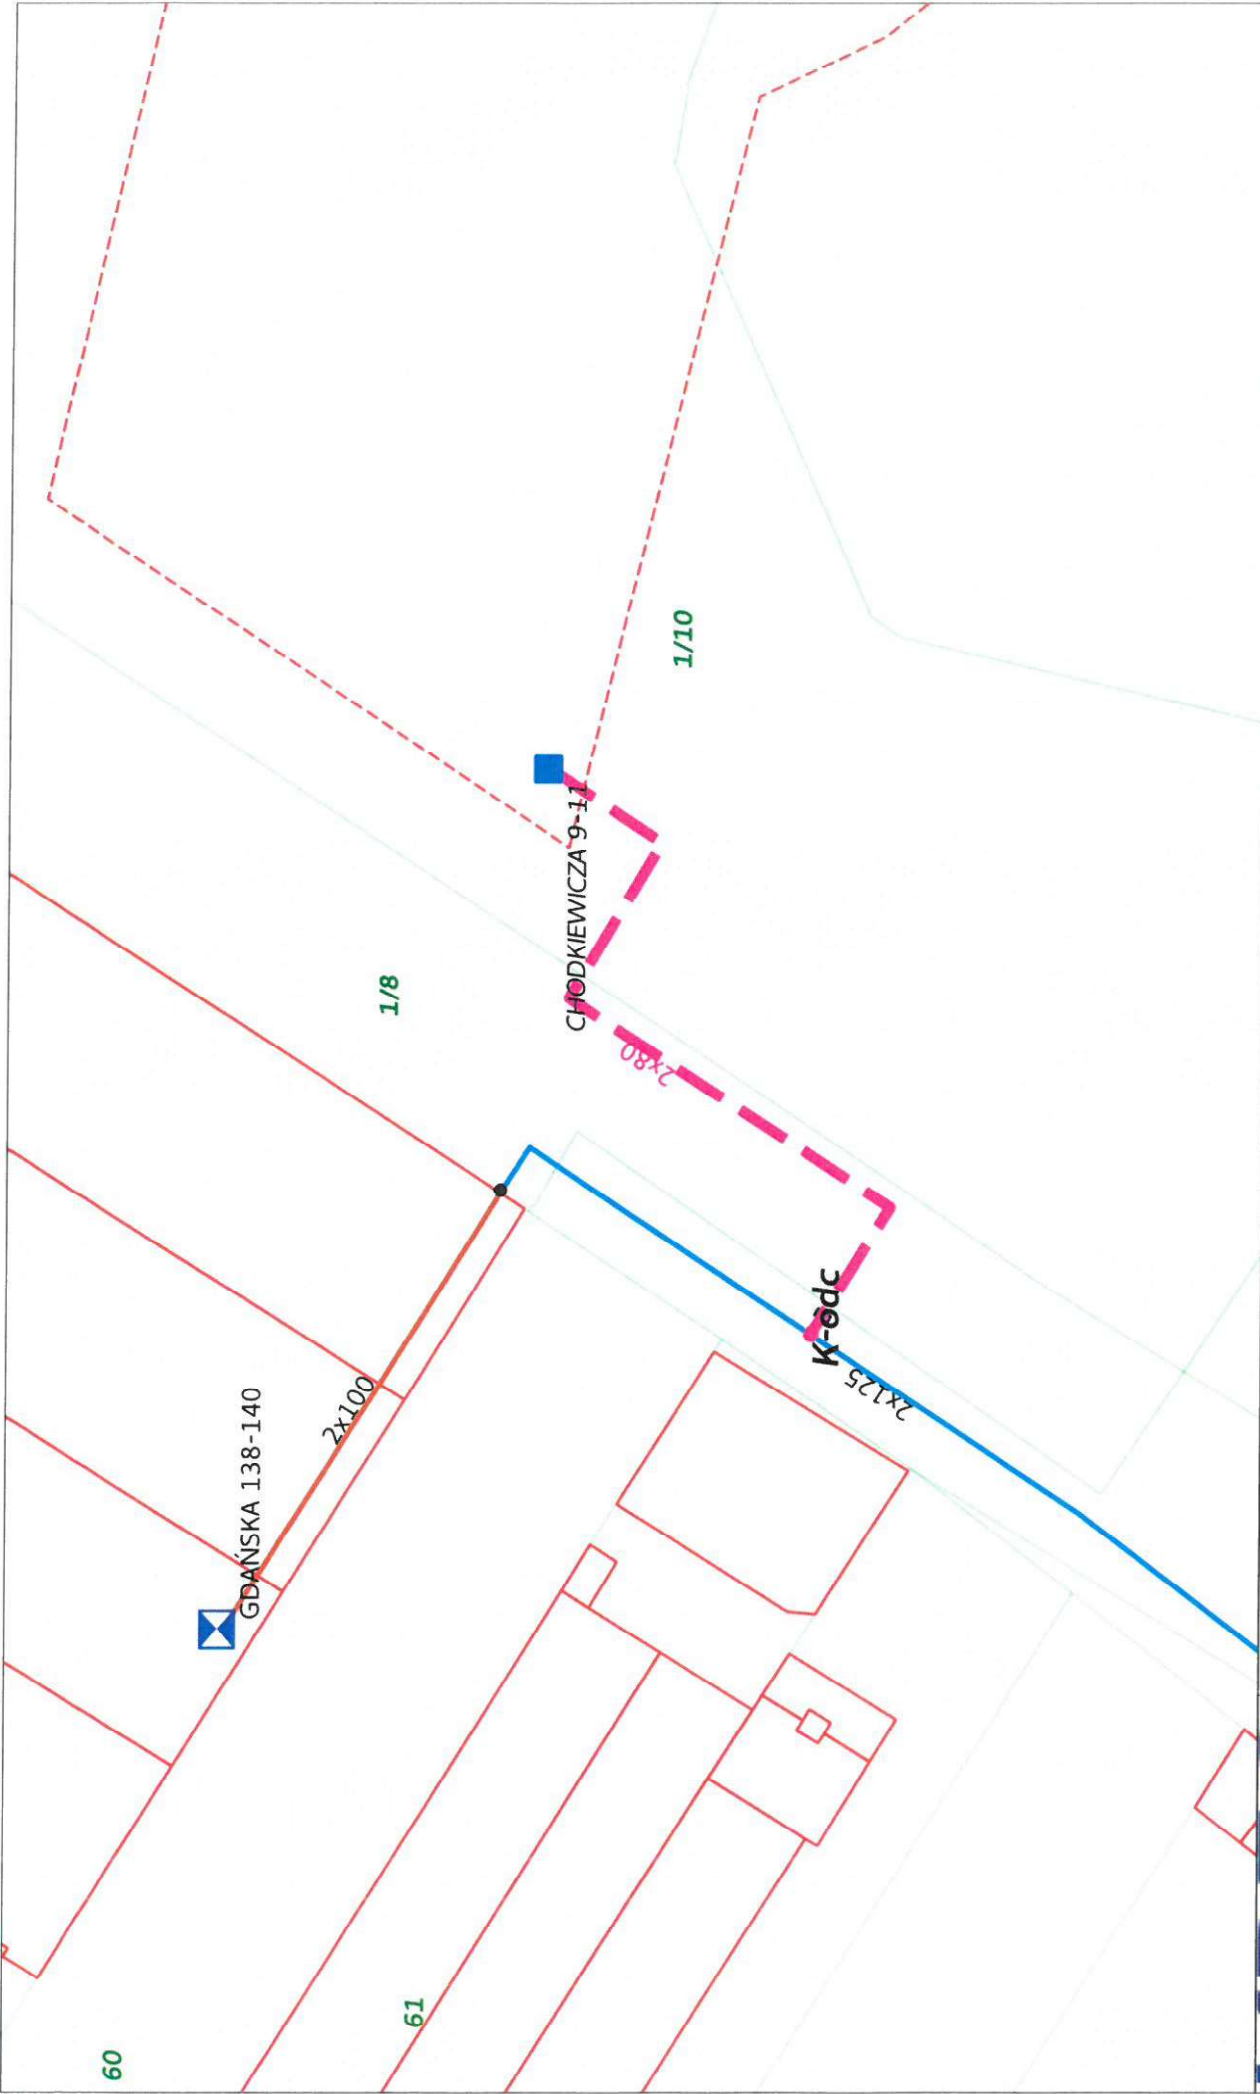 60
61
GDAŃSKA 138-140
2x100
1/8
CHODKIEWICZA 9-11
2x80
1/10
K-odc
2x125